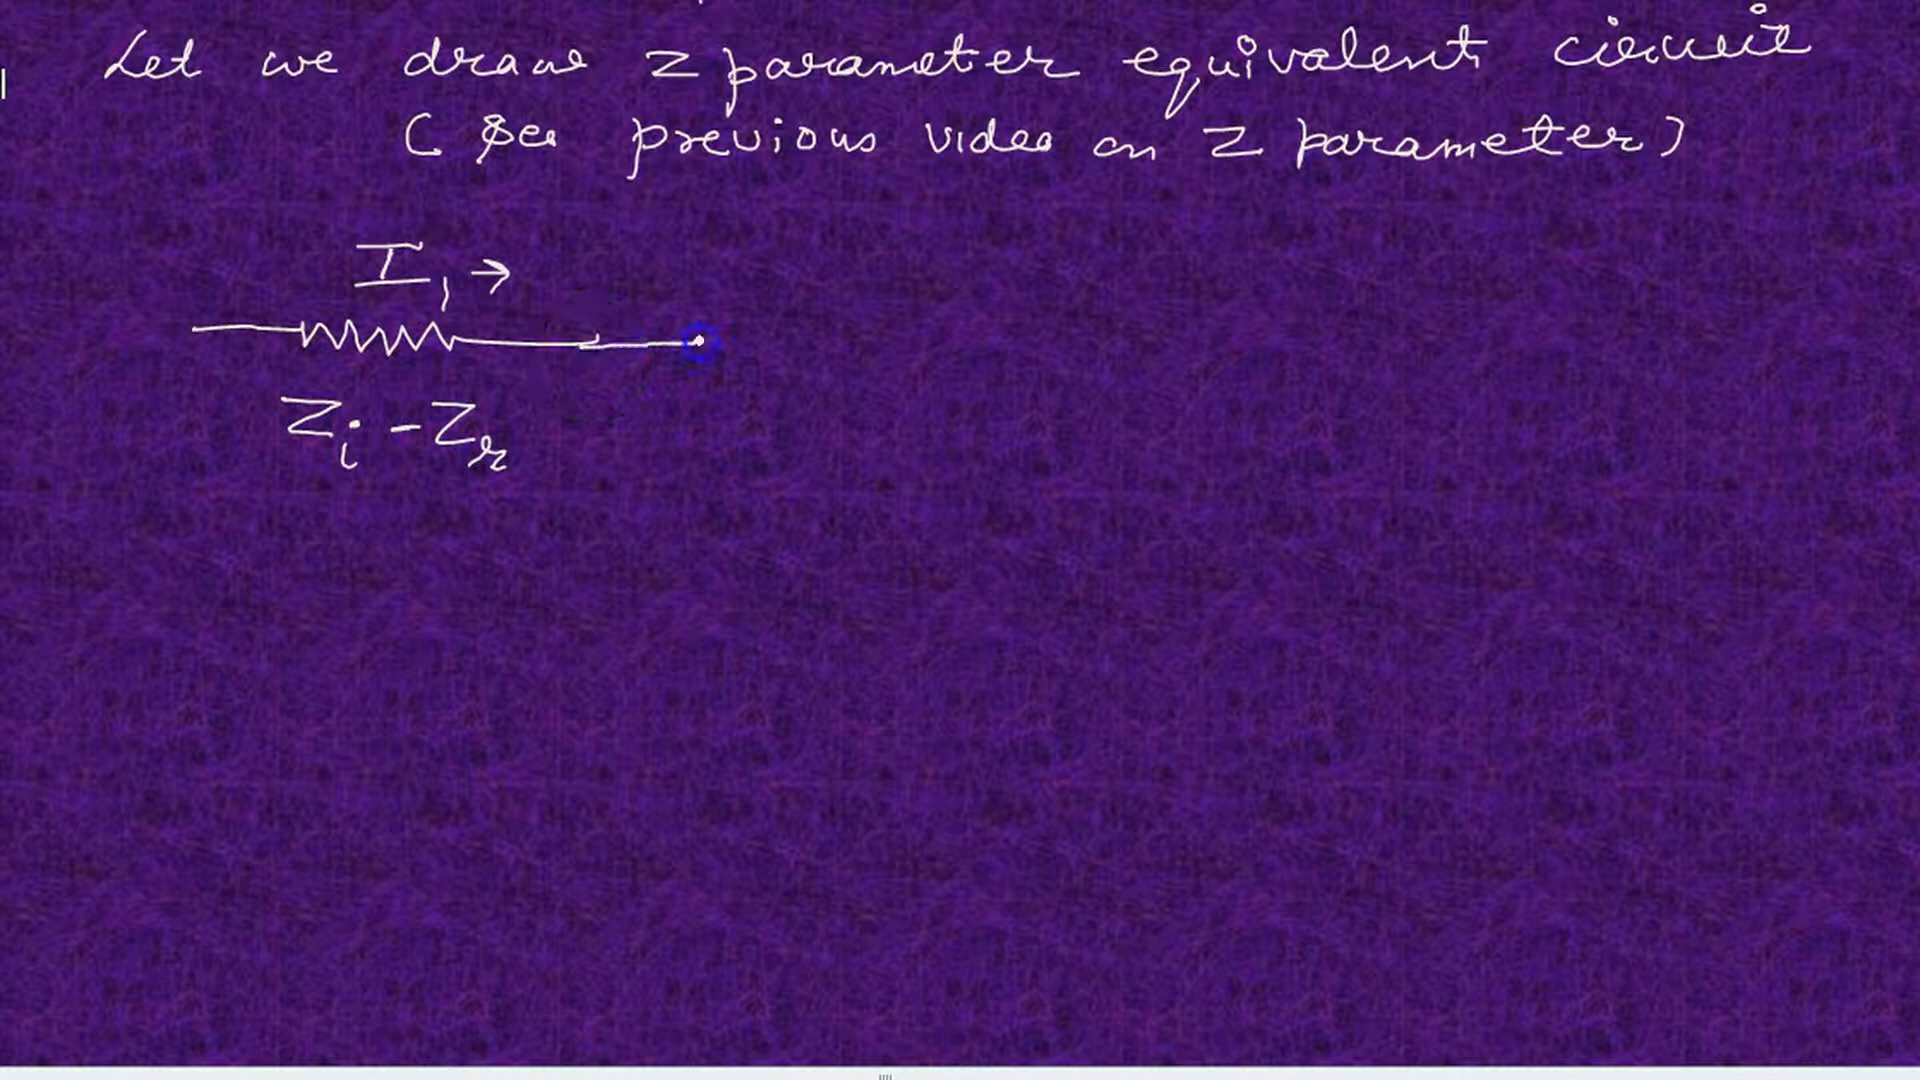 Let we draw z parameter equivalent circuit
( See previous video on Z parameter)
I₁ →
Zᵢ - Zᵣ